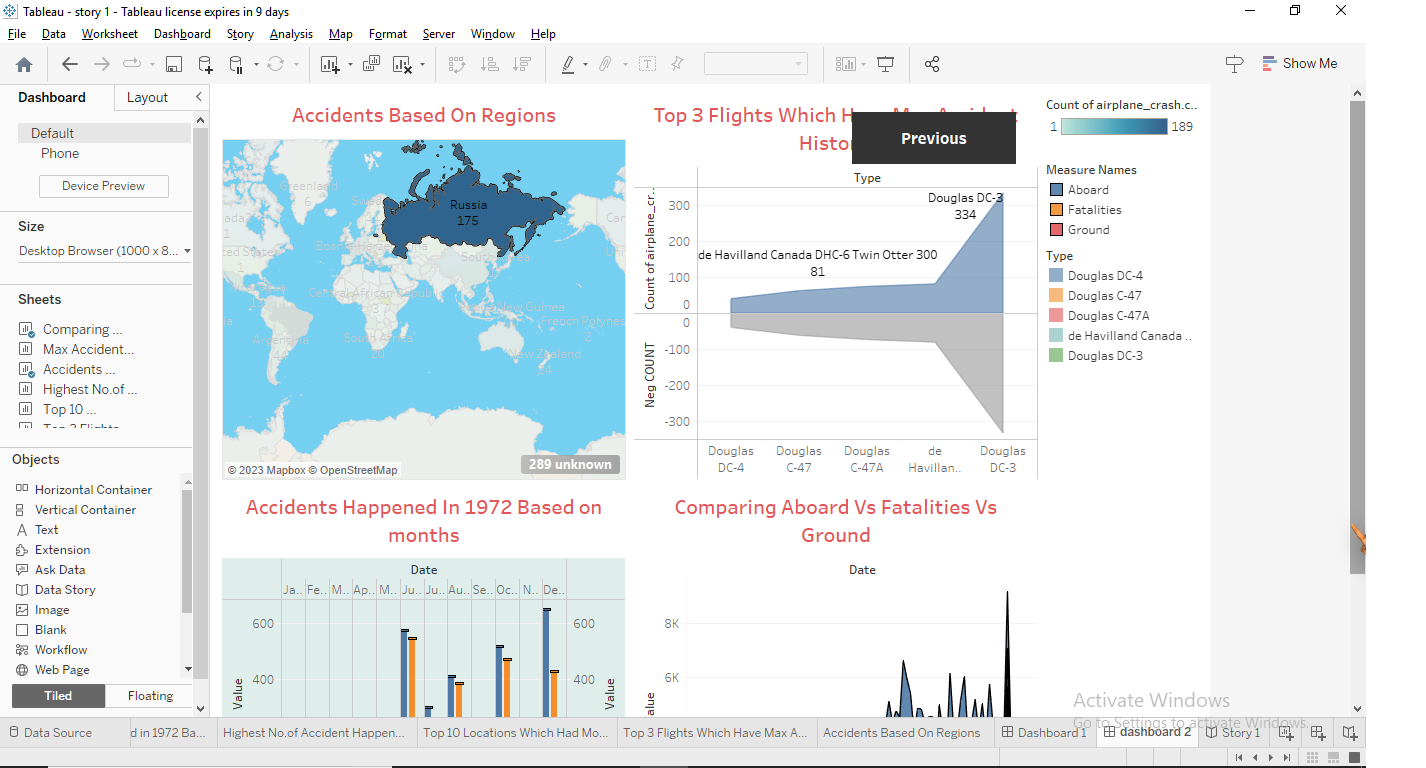 Tableau - story 1 - Tableau license expires in 9 days
File Data Worksheet Dashboard Story Analysis Map Format Server Window Help
Show Me
Dashboard Layout
Default
Phone
Device Preview
Size
Desktop Browser (1000 x 8...
Sheets
Comparing ...
Max Accident...
Accidents ...
Highest No.of ...
Top 10 ...
Top 3 Flights
Objects
Horizontal Container
Vertical Container
Text
Extension
Ask Data
Data Story
Image
Blank
Workflow
Web Page
Tiled Floating
Accidents Based On Regions
Greenland
6
Russia
175
Central African Republic
3
Argentina
South Africa
20
New Guinea
French Polynes
2
New Zealand
© 2023 Mapbox © OpenStreetMap
289 unknown
Top 3 Flights Which Have Max Accident
Previous
Type
Count of airplane_cr..
300
200
100
0
Douglas DC-3
334
de Havilland Canada DHC-6 Twin Otter 300
81
Neg COUNT
0
-100
-200
-300
Douglas DC-4
Douglas C-47
Douglas C-47A
de Havillan..
Douglas DC-3
Count of airplane_crash.c..
1 189
Measure Names
Aboard
Fatalities
Ground
Type
Douglas DC-4
Douglas C-47
Douglas C-47A
de Havilland Canada ..
Douglas DC-3
Accidents Happened In 1972 Based on
months
Date
Ja.. Fe.. M.. Ap.. M.. Ju.. Ju.. Au.. Se.. Oc.. N.. De..
600 600
400 400
Value Value
Comparing Aboard Vs Fatalities Vs
Ground
Date
8K
6K
alue
Activate Windows
Go to Settings to activate Windows.
Data Source d in 1972 Ba... Highest No.of Accident Happen... Top 10 Locations Which Had Mo... Top 3 Flights Which Have Max A... Accidents Based On Regions Dashboard 1 dashboard 2 Story 1